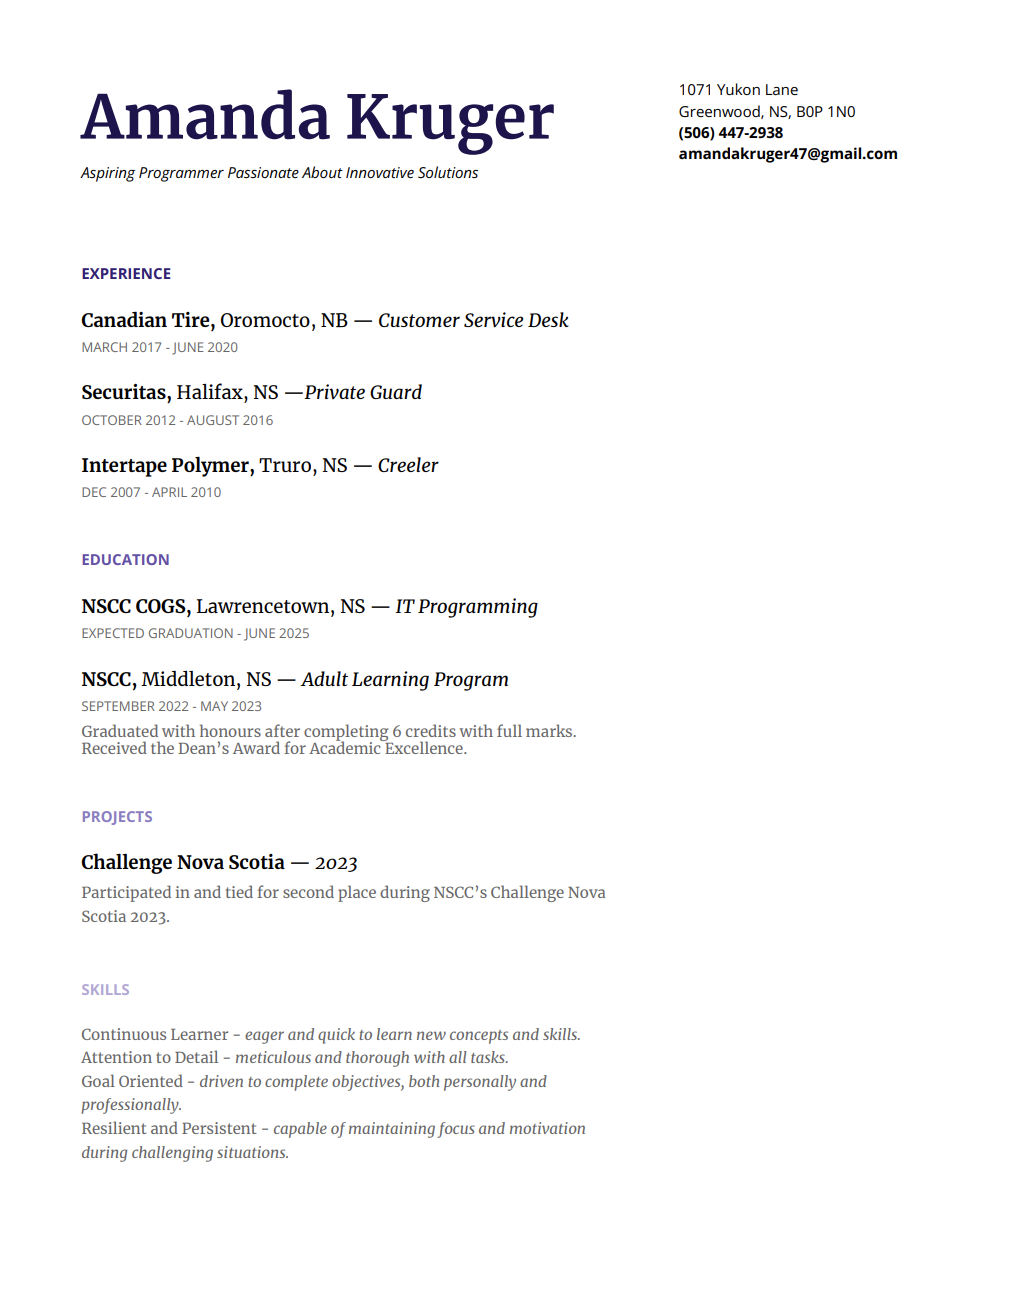 Amanda Kruger
Aspiring Programmer Passionate About Innovative Solutions
1071 Yukon Lane
Greenwood, NS, B0P 1N0
(506) 447-2938
amandakruger47@gmail.com
EXPERIENCE
Canadian Tire, Oromocto, NB — Customer Service Desk
MARCH 2017 - JUNE 2020
Securitas, Halifax, NS —Private Guard
OCTOBER 2012 - AUGUST 2016
Intertape Polymer, Truro, NS — Creeler
DEC 2007 - APRIL 2010
EDUCATION
NSCC COGS, Lawrencetown, NS — IT Programming
EXPECTED GRADUATION - JUNE 2025
NSCC, Middleton, NS — Adult Learning Program
SEPTEMBER 2022 - MAY 2023
Graduated with honours after completing 6 credits with full marks.
Received the Dean’s Award for Academic Excellence.
PROJECTS
Challenge Nova Scotia — 2023
Participated in and tied for second place during NSCC’s Challenge Nova
Scotia 2023.
SKILLS
Continuous Learner – eager and quick to learn new concepts and skills.
Attention to Detail – meticulous and thorough with all tasks.
Goal Oriented – driven to complete objectives, both personally and
professionally.
Resilient and Persistent – capable of maintaining focus and motivation
during challenging situations.